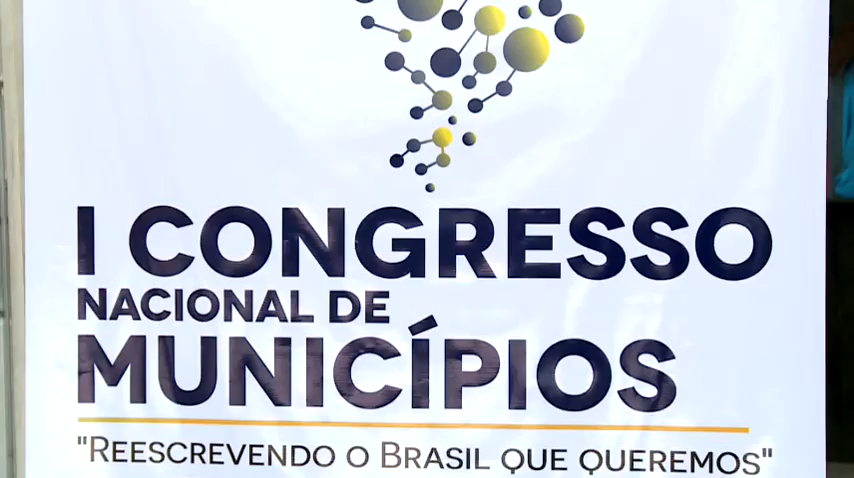 I CONGRESSO
NACIONAL DE
MUNICÍPIOS
"REESCREVENDO O BRASIL QUE QUEREMOS"